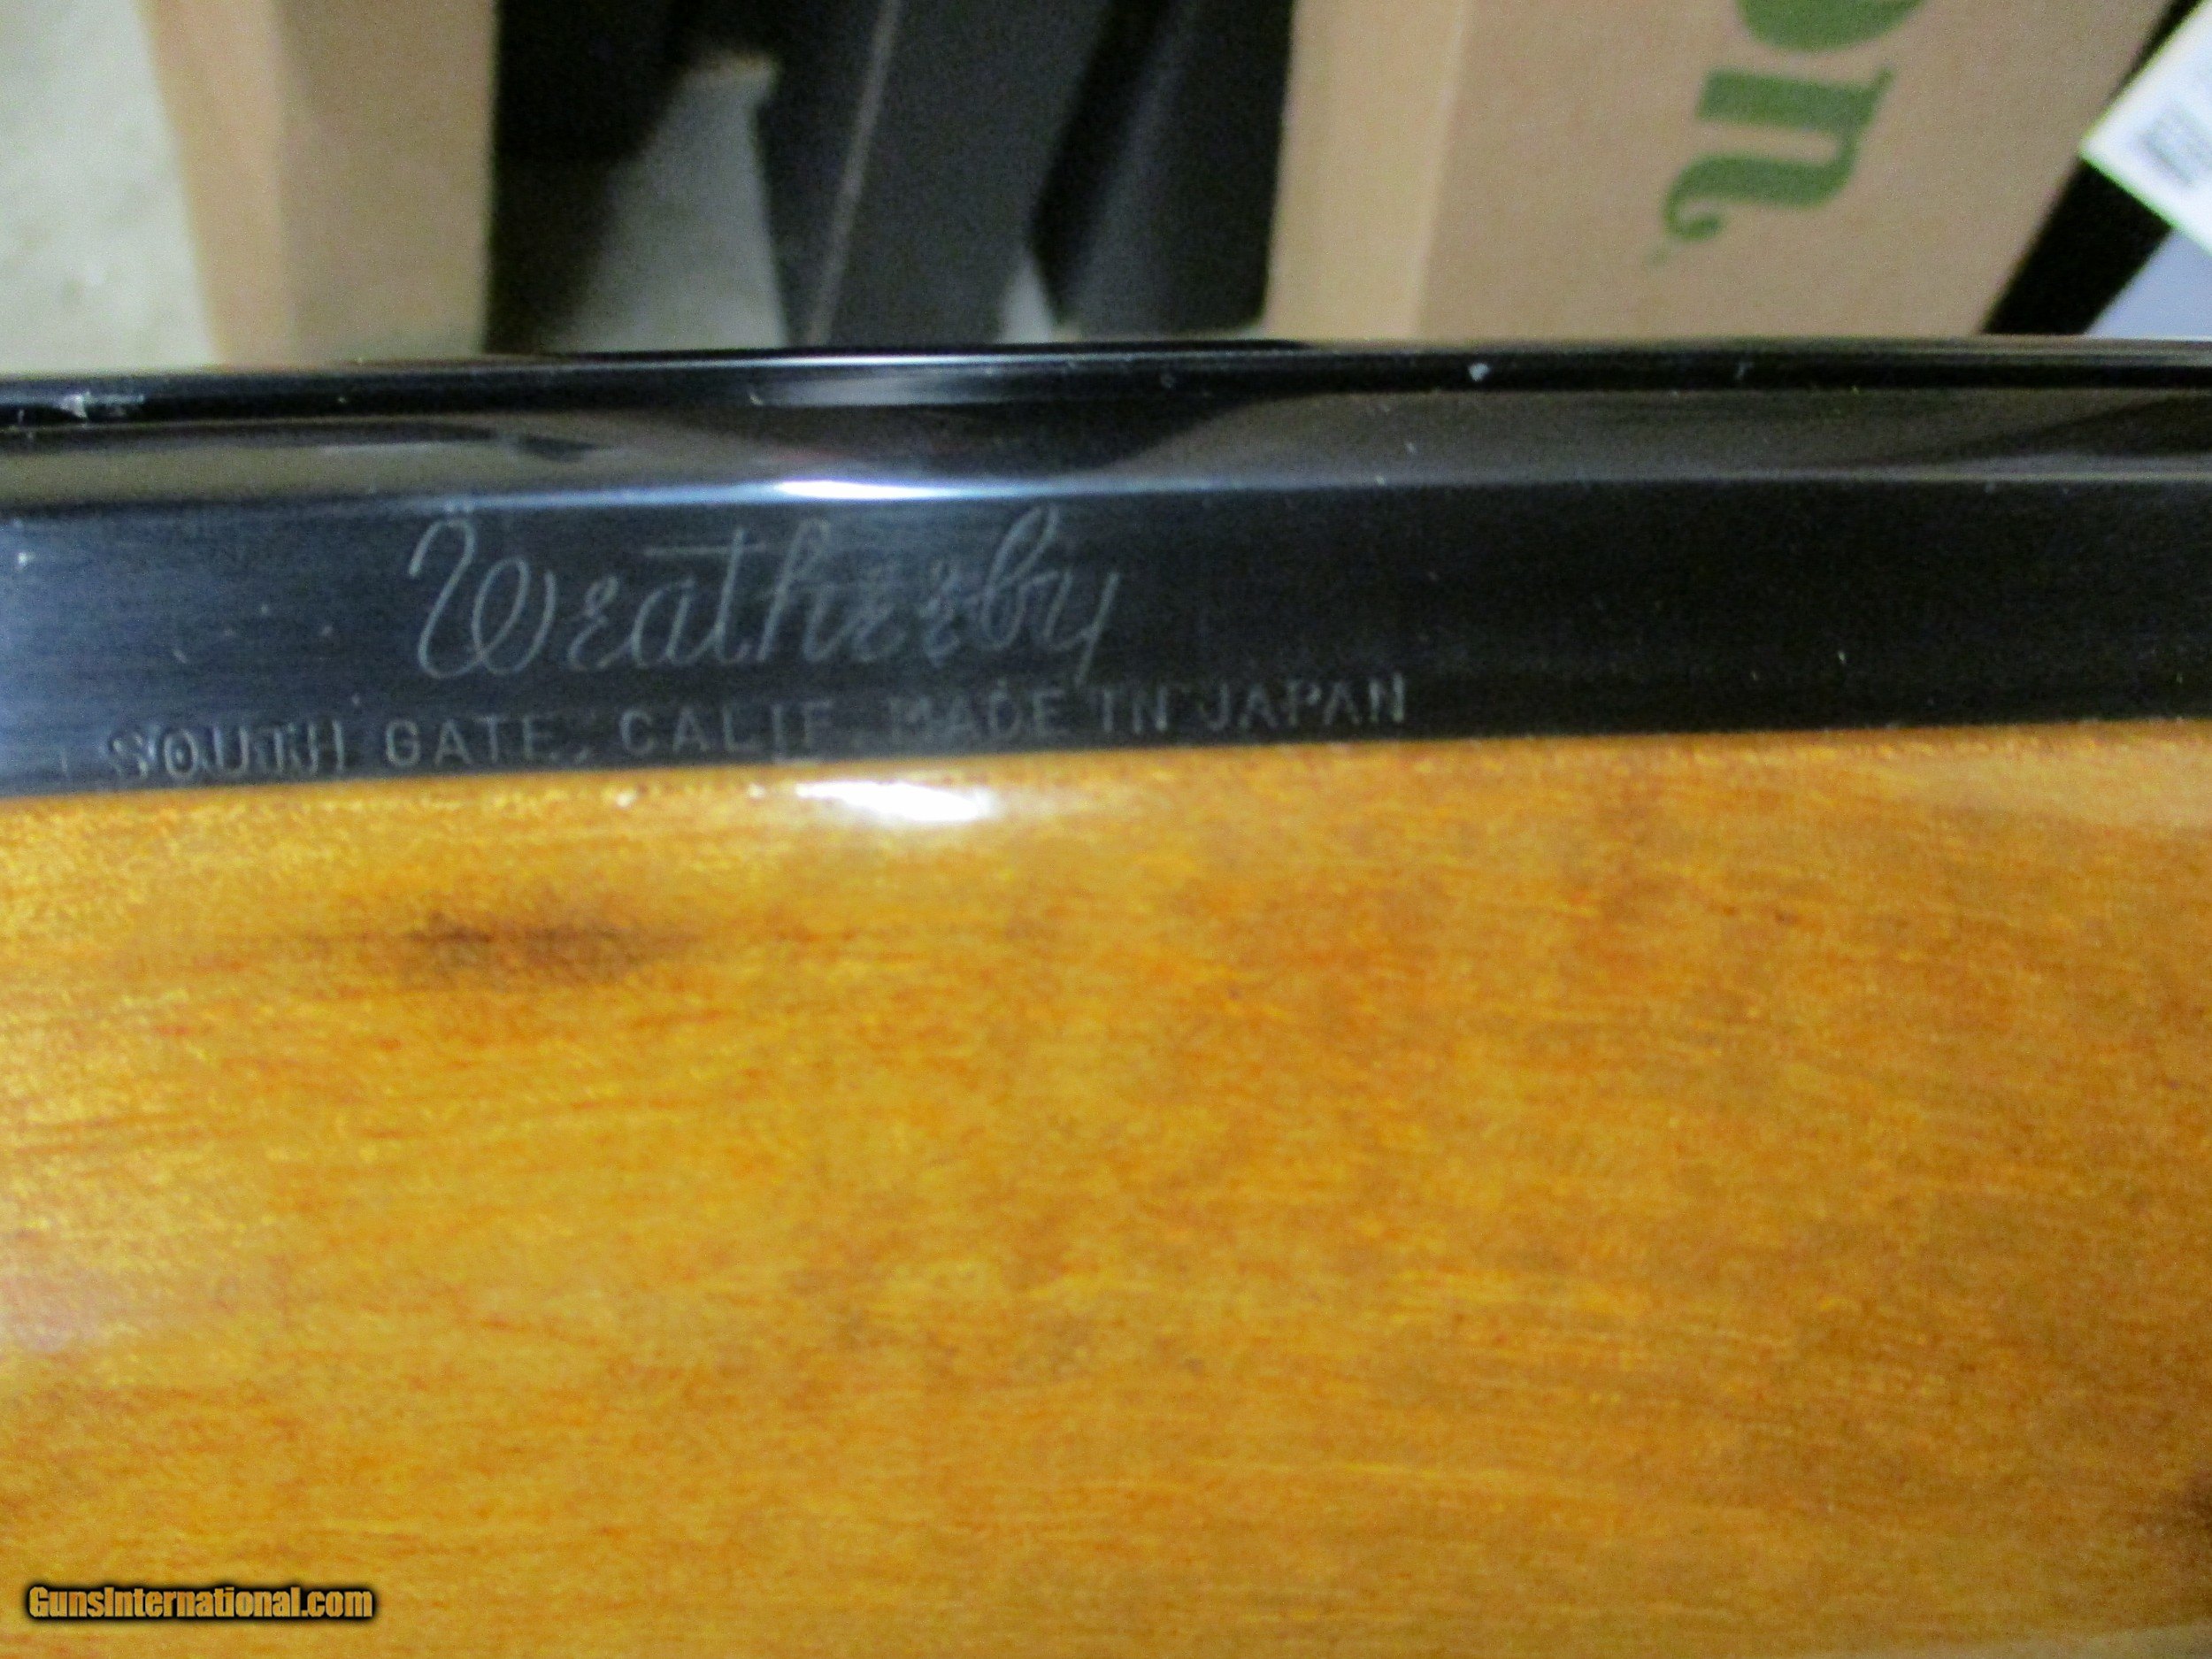 Weatherby
SOUTH GATE, CALIF. MADE IN JAPAN
GunsInternational.com